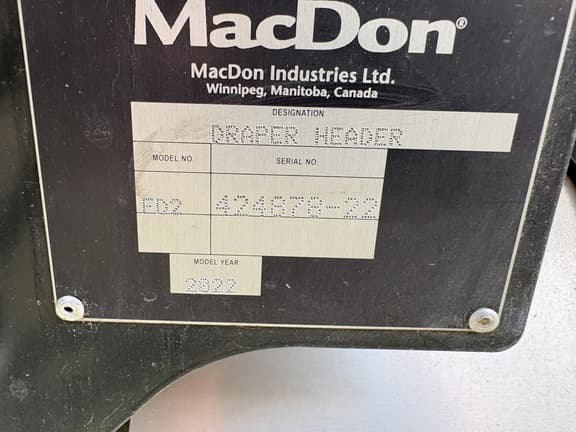 MacDon®
MacDon Industries Ltd.
Winnipeg, Manitoba, Canada
DESIGNATION
DRAPER HEADER
MODEL NO.
SERIAL NO.
FD2
424878-22
MODEL YEAR
2022